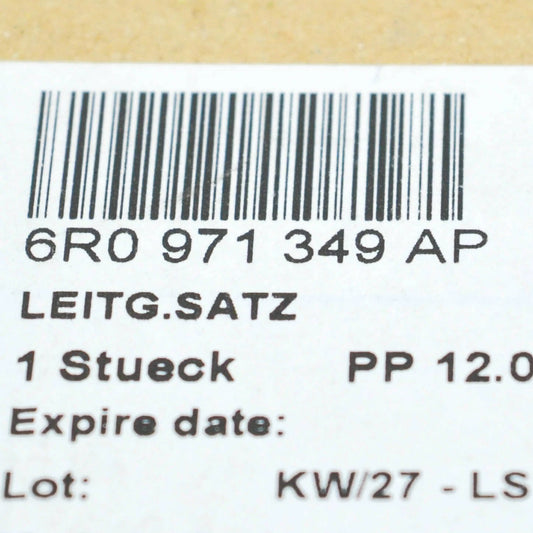 6R0 971 349 AP
LEITG.SATZ
1 Stueck PP 12.0
Expire date:
Lot: KW/27 - LS